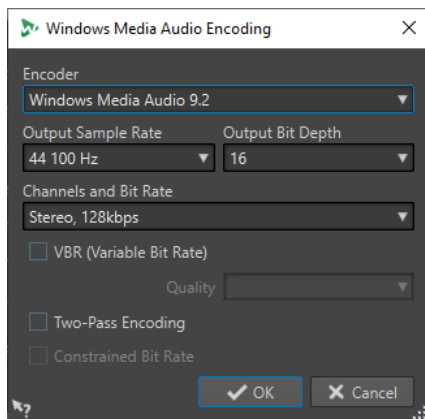 Windows Media Audio Encoding
Encoder
Windows Media Audio 9.2
Output Sample Rate Output Bit Depth
44 100 Hz 16
Channels and Bit Rate
Stereo, 128kbps
VBR (Variable Bit Rate)
Quality
Two-Pass Encoding
Constrained Bit Rate
OK Cancel
?